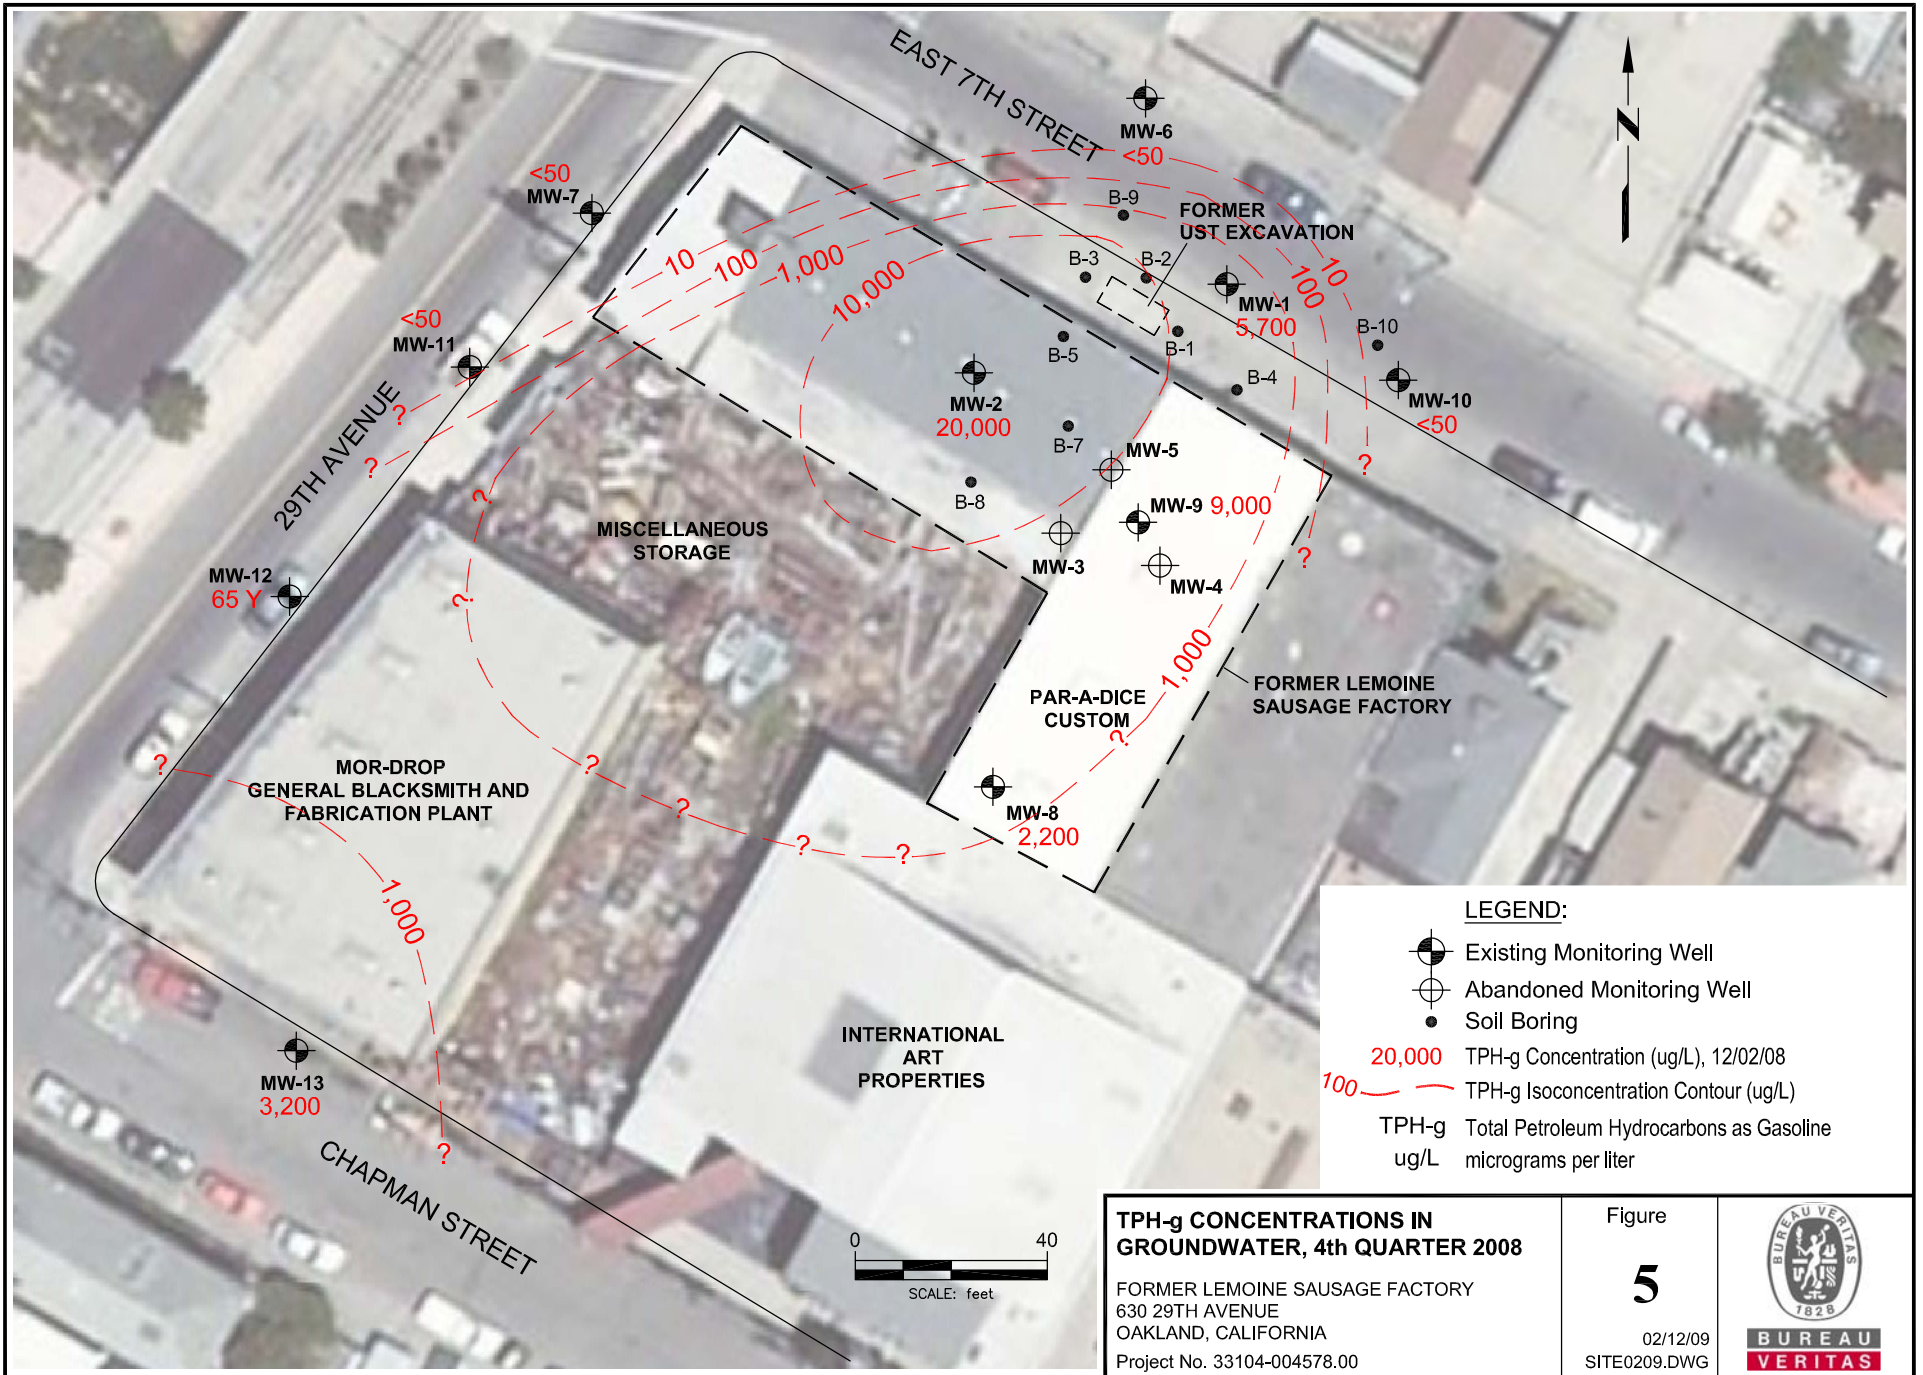 EAST 7TH STREET
MW-6
<50
N
<50
MW-7
B-9
FORMER
UST EXCAVATION
10
100
1,000
10,000
B-3
B-2
10
100
MW-1
5,700
<50
MW-11
B-5
B-1
B-10
B-4
MW-10
<50
MW-2
20,000
?
29TH AVENUE
B-7
MW-5
?
?
B-8
?
MW-9 9,000
MISCELLANEOUS
STORAGE
MW-3
?
MW-4
MW-12
65 Y
?
1,000
PAR-A-DICE
CUSTOM
FORMER LEMOINE
SAUSAGE FACTORY
?
?
?
MOR-DROP
GENERAL BLACKSMITH AND
FABRICATION PLANT
?
MW-8
2,200
?
?
1,000
INTERNATIONAL
ART
PROPERTIES
MW-13
3,200
?
CHAPMAN STREET
0 40
SCALE: feet
LEGEND:
Existing Monitoring Well
Abandoned Monitoring Well
Soil Boring
20,000 TPH-g Concentration (ug/L), 12/02/08
100 TPH-g Isoconcentration Contour (ug/L)
TPH-g Total Petroleum Hydrocarbons as Gasoline
ug/L micrograms per liter
TPH-g CONCENTRATIONS IN
GROUNDWATER, 4th QUARTER 2008
FORMER LEMOINE SAUSAGE FACTORY
630 29TH AVENUE
OAKLAND, CALIFORNIA
Project No. 33104-004578.00
Figure
5
02/12/09
SITE0209.DWG
BUREAU VERITAS
1828
BUREAU
VERITAS